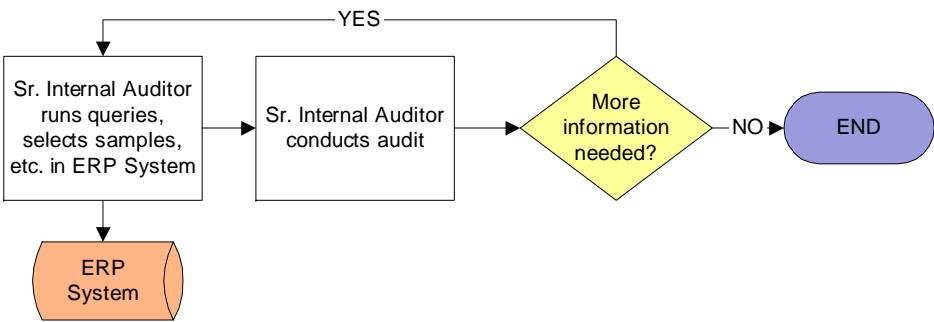 YES
Sr. Internal Auditor
runs queries,
selects samples,
etc. in ERP System
Sr. Internal Auditor
conducts audit
More
information
needed?
NO
END
ERP
System